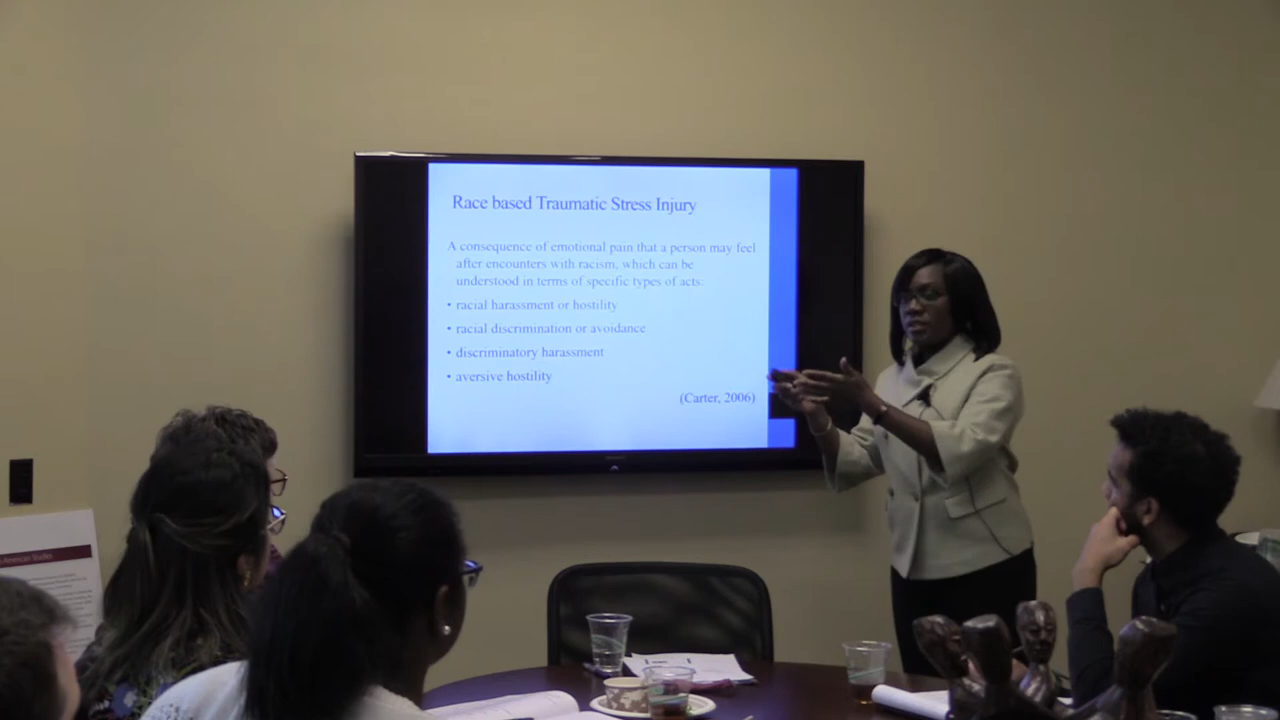 Race based Traumatic Stress Injury
A consequence of emotional pain that a person may feel
after encounters with racism, which can be
understood in terms of specific types of acts:
• racial harassment or hostility
• racial discrimination or avoidance
• discriminatory harassment
• aversive hostility
(Carter, 2006)
American Studies